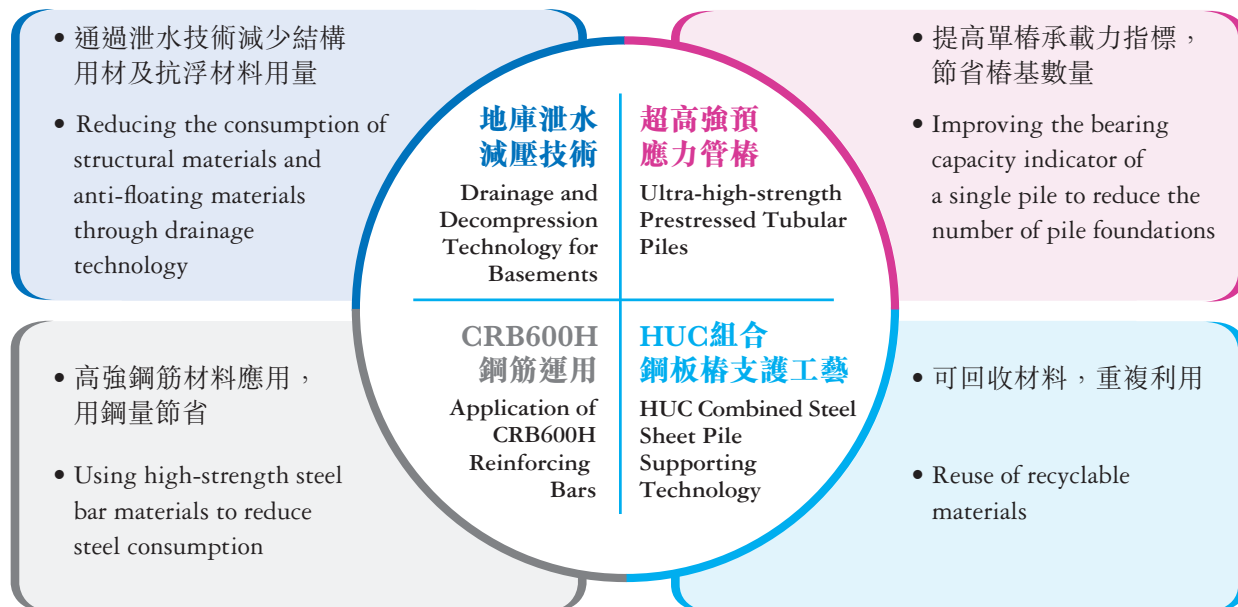 • 通過泄水技術減少結構
用材及抗浮材料用量
• Reducing the consumption of
structural materials and
anti-floating materials
through drainage
technology
地庫泄水
減壓技術
Drainage and
Decompression
Technology for
Basements
超高強預
應力管樁
Ultra-high-strength
Prestressed Tubular
Piles
• 提高單樁承載力指標，
節省樁基數量
• Improving the bearing
capacity indicator of
a single pile to reduce the
number of pile foundations
• 高強鋼筋材料應用，
用鋼量節省
• Using high-strength steel
bar materials to reduce
steel consumption
CRB600H
鋼筋運用
Application of
CRB600H
Reinforcing
Bars
HUC組合
鋼板樁支護工藝
HUC Combined Steel
Sheet Pile
Supporting
Technology
• 可回收材料，重複利用
• Reuse of recyclable
materials